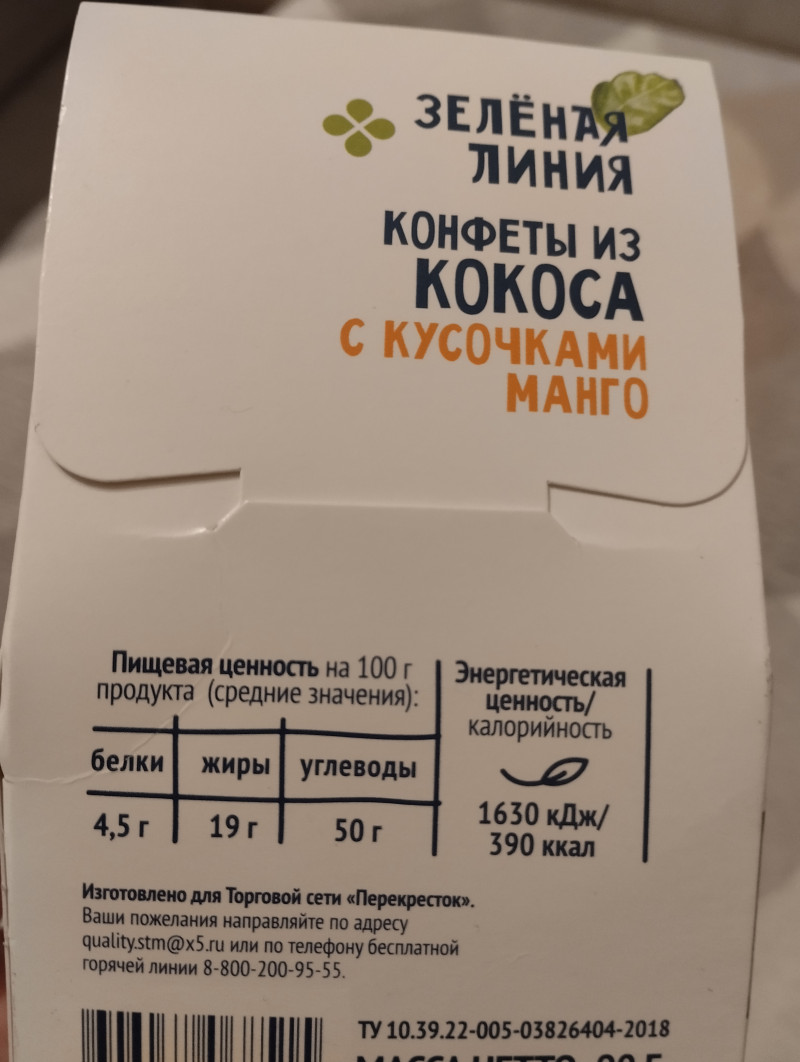 ЗЕЛЁНАЯ
ЛИНИЯ
КОНФЕТЫ ИЗ
КОКОСА
С КУСОЧКАМИ
МАНГО
Пищевая ценность на 100 г
продукта (средние значения):
белки жиры углеводы
4,5 г 19 г 50 г
Энергетическая
ценность/
калорийность
1630 кДж/
390 ккал
Изготовлено для Торговой сети «Перекресток».
Ваши пожелания направляйте по адресу
quality.stm@x5.ru или по телефону бесплатной
горячей линии 8-800-200-95-55.
ТУ 10.39.22-005-03826404-2018
МАССА НЕТТО